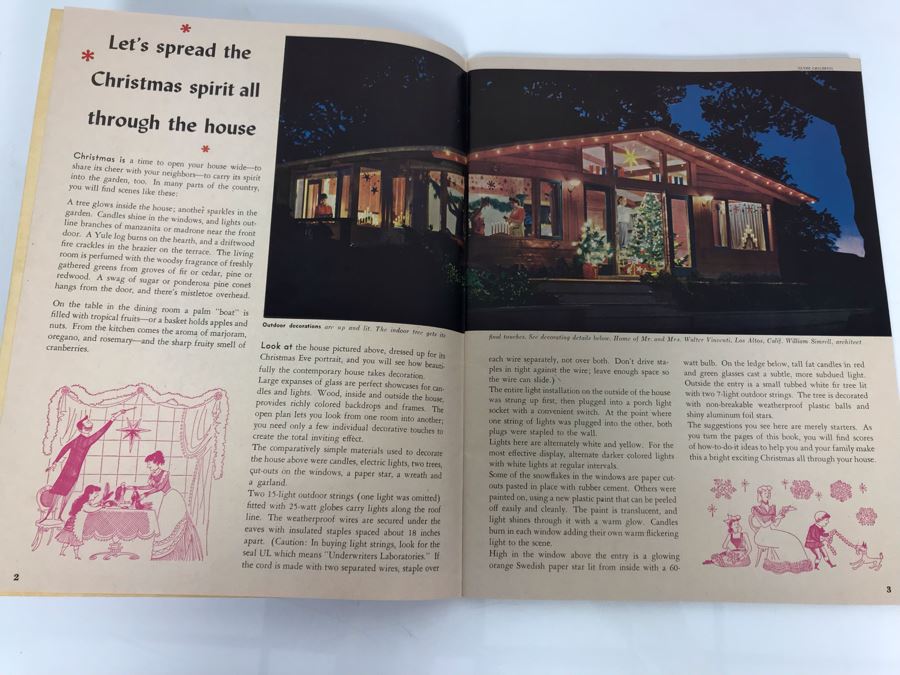 Let's spread the
Christmas spirit all
through the house
Christmas is a time to open your house wide—to
share its cheer with your neighbors—to carry its spirit
into the garden, too. In many parts of the country,
you will find scenes like these:
A tree glows inside the house; another sparkles in the
garden. Candles shine in the windows, and lights out-
line branches of manzanita or madrone near the front
door. A Yule log burns on the hearth, and a driftwood
fire crackles in the brazier on the terrace. The living
room is perfumed with the woodsy fragrance of freshly
gathered greens from groves of fir or cedar, pine or
redwood. A swag of sugar or ponderosa pine cones
hangs from the door, and there's mistletoe overhead.
On the table in the dining room a palm "boat" is
filled with tropical fruits—or a basket holds apples and
nuts. From the kitchen comes the aroma of marjoram,
oregano, and rosemary—and the sharp fruity smell of
cranberries.
2
Outdoor decorations are up and lit. The indoor tree gets its
Look at the house pictured above, dressed up for its
Christmas Eve portrait, and you will see how beauti-
fully the contemporary house takes decoration.
Large expanses of glass are perfect showcases for can-
dles and lights. Wood, inside and outside the house,
provides richly colored backdrops and frames. The
open plan lets you look from one room into another;
you need only a few individual decorative touches to
create the total inviting effect.
The comparatively simple materials used to decorate
the house above were candles, electric lights, two trees,
cut-outs on the windows, a paper star, a wreath and
a garland.
Two 15-light outdoor strings (one light was omitted)
fitted with 25-watt globes carry lights along the roof
line. The weatherproof wires are secured under the
eaves with insulated staples spaced about 18 inches
apart. (Caution: In buying light strings, look for the
seal UL which means "Underwriters Laboratories." If
the cord is made with two separated wires, staple over
final touches. See decorating details below. Home of Mr. and Mrs. Walter Vincenti, Los Altos, Calif. William Simrell, architect
each wire separately, not over both. Don't drive sta-
ples in tight against the wire; leave enough space so
the wire can slide.)
The entire light installation on the outside of the house
was strung up first, then plugged into a porch light
socket with a convenient switch. At the point where
one string of lights was plugged into the other, both
plugs were stapled to the wall.
Lights here are alternately white and yellow. For the
most effective display, alternate darker colored lights
with white lights at regular intervals.
Some of the snowflakes in the windows are paper cut-
outs pasted in place with rubber cement. Others were
painted on, using a new plastic paint that can be peeled
off easily and cleanly. The paint is translucent, and
light shines through it with a warm glow. Candles
burn in each window adding their own warm flickering
light to the scene.
High in the window above the entry is a glowing
orange Swedish paper star lit from inside with a 60-
watt bulb. On the ledge below, tall fat candles in red
and green glasses cast a subtle, more subdued light.
Outside the entry is a small tubbed white fir tree lit
with two 7-light outdoor strings. The tree is decorated
with non-breakable weatherproof plastic balls and
shiny aluminum foil stars.
The suggestions you see here are merely starters. As
you turn the pages of this book, you will find scores
of how-to-do-it ideas to help you and your family make
this a bright exciting Christmas all through your house.
3